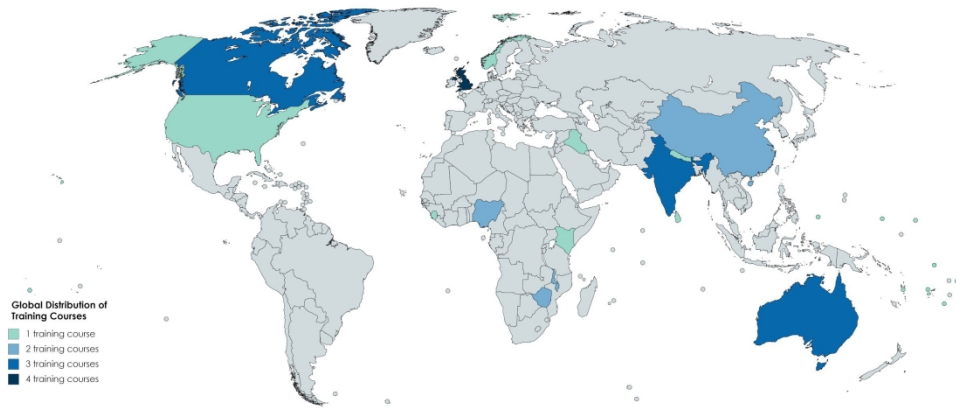 Global Distribution of
Training Courses
1 training course
2 training courses
3 training courses
4 training courses